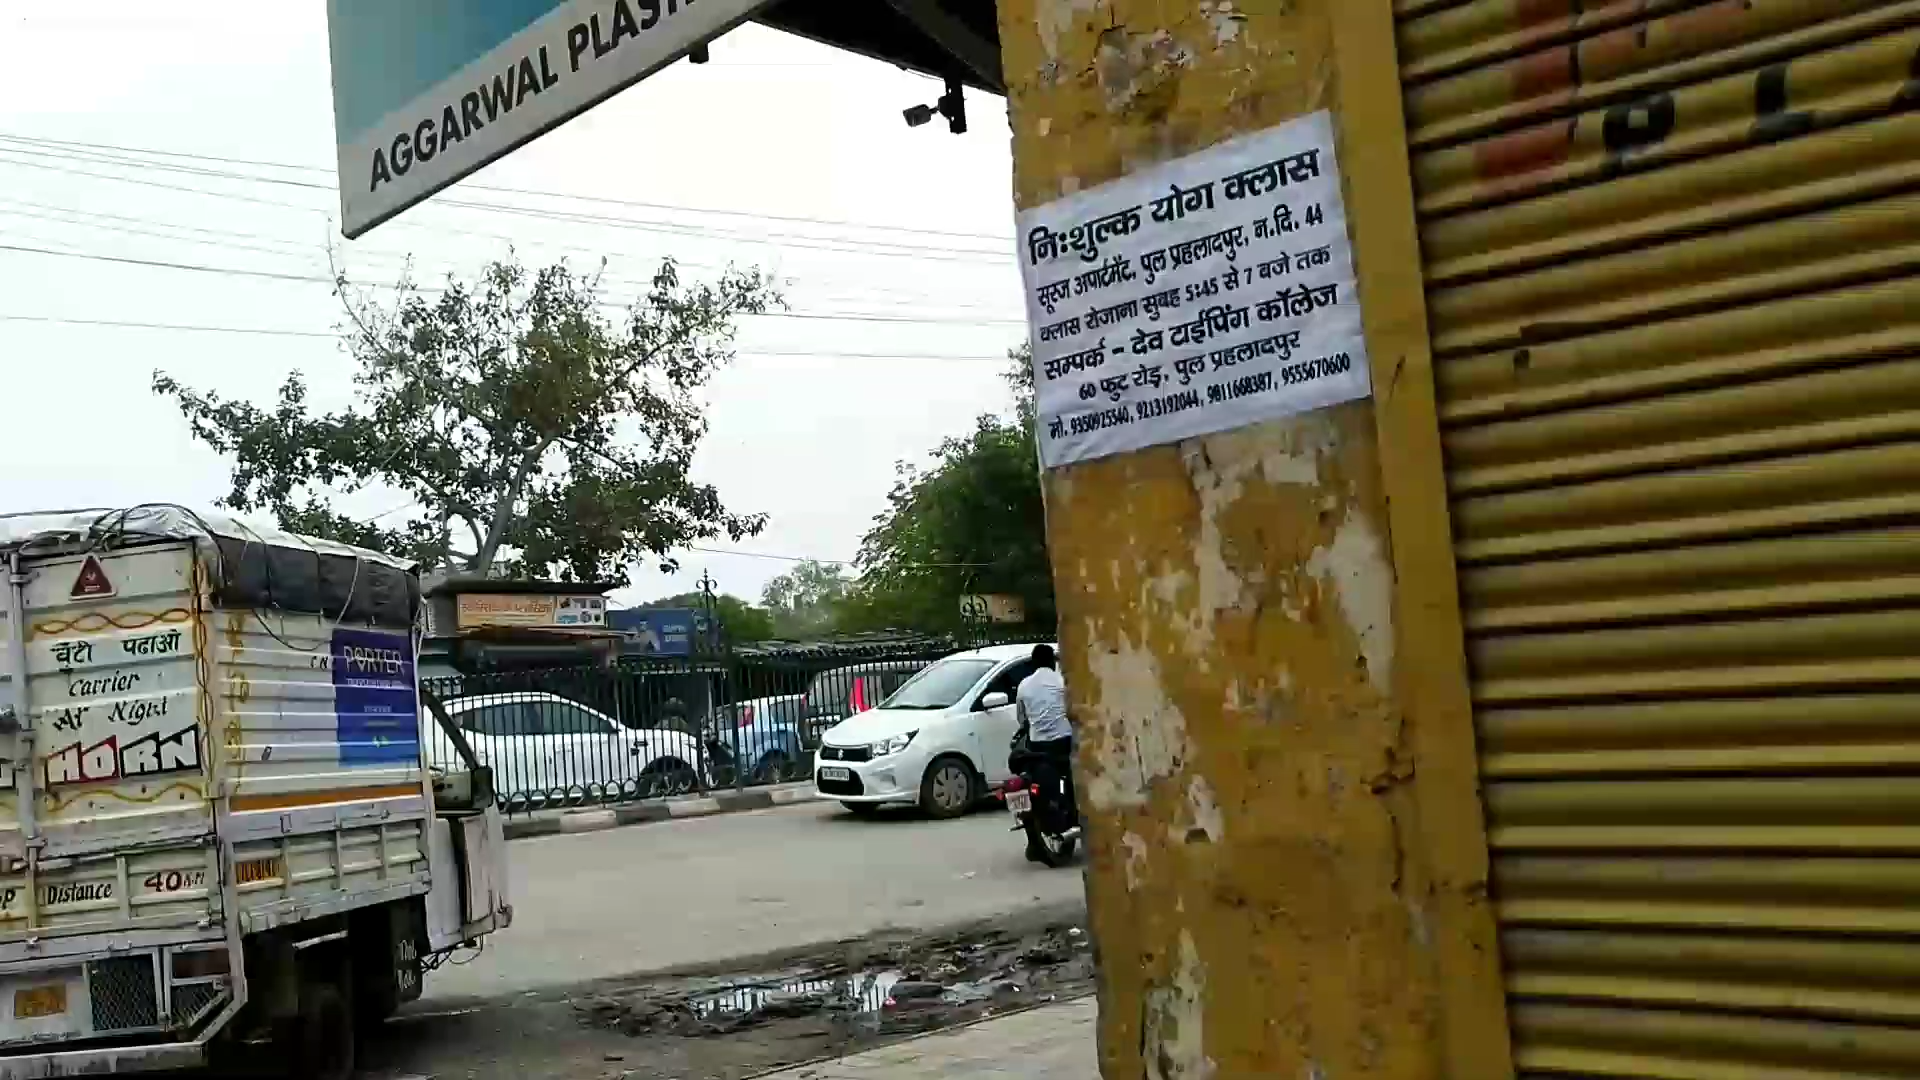 AGGARWAL PLAST
निःशुल्क योग क्लास
सूरज अपार्टमेंट, पुल प्रहलादपुर, न.दि. 44
क्लास रोजाना सुबह 5:45 से 7 बजे तक
सम्पर्क - देव टाईपिंग कॉलेज
60 फुट रोड़, पुल प्रहलादपुर
मो. 9350925540, 9213192044, 9811668387, 9555670600
PORTER
पढाओ
Carrier
HORN
Distance 40